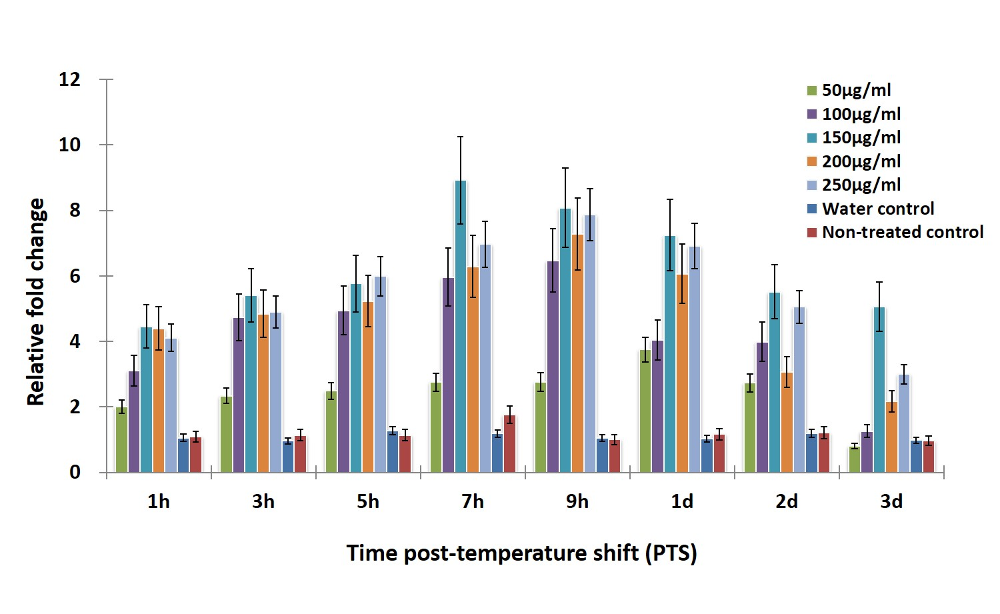 12
10
8
6
4
2
0
Relative fold change
50µg/ml
100µg/ml
150µg/ml
200µg/ml
250µg/ml
Water control
Non-treated control
1h 3h 5h 7h 9h 1d 2d 3d
Time post-temperature shift (PTS)